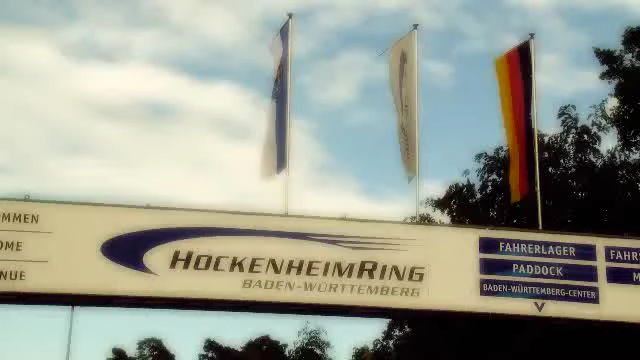 MMEN
OME
NUE
HOCKENHEIMRING
BADEN-WÜRTTEMBERG
FAHRERLAGER
PADDOCK
BADEN-WÜRTTEMBERG-CENTER
FAHR
M